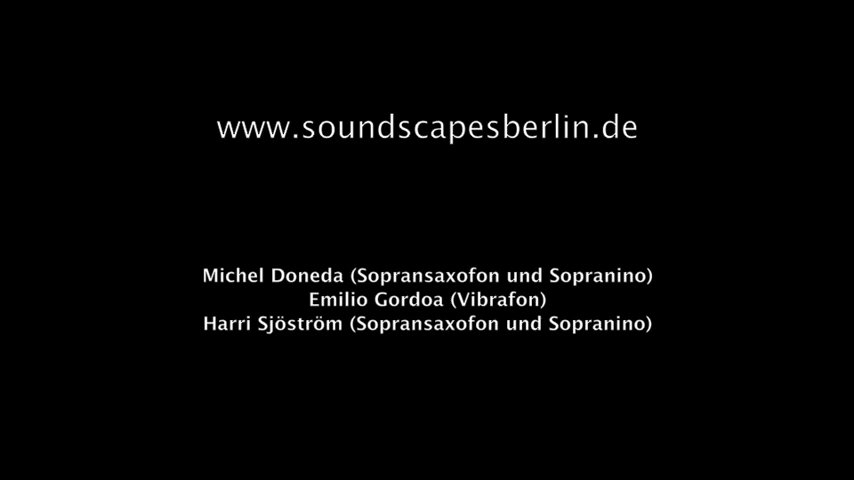 www.soundscapesberlin.de
Michel Doneda (Sopransaxofon und Sopranino)
Emilio Gordoa (Vibrafon)
Harri Sjöström (Sopransaxofon und Sopranino)